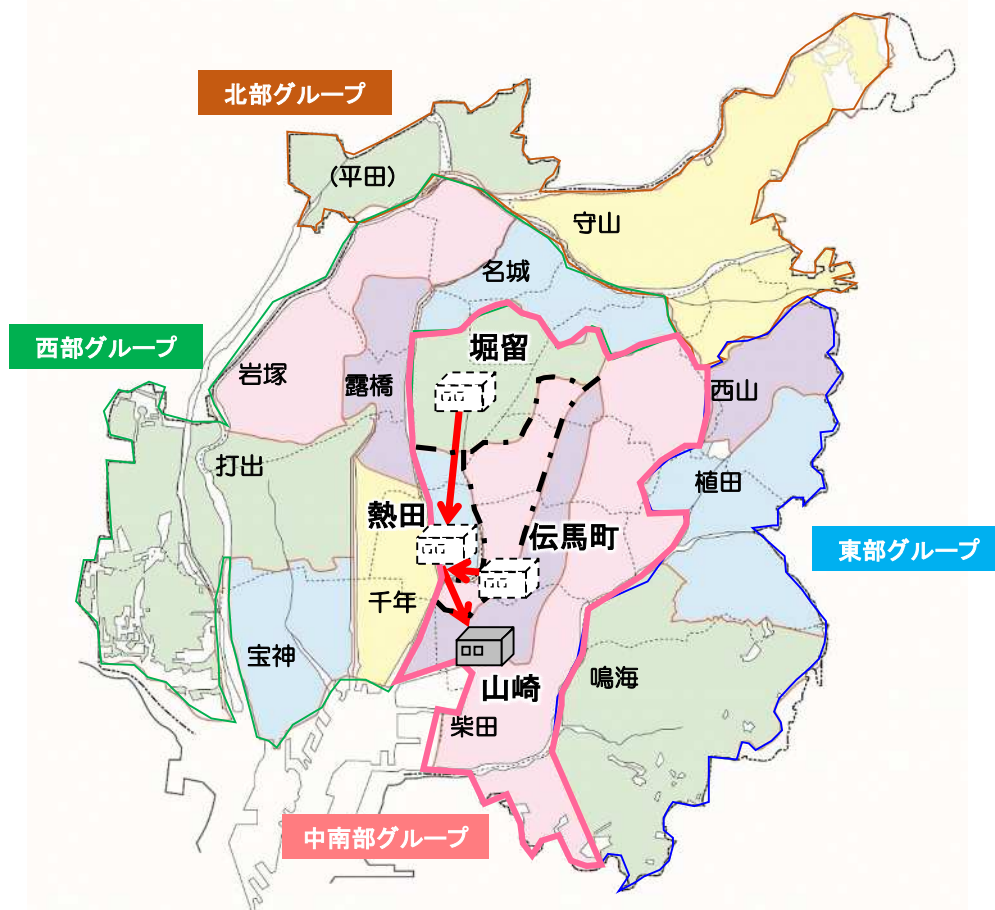 北部グループ
(平田)
守山
名城
西部グループ
堀留
岩塚
露橋
西山
打出
植田
熱田
伝馬町
東部グループ
千年
宝神
山崎
鳴海
柴田
中南部グループ